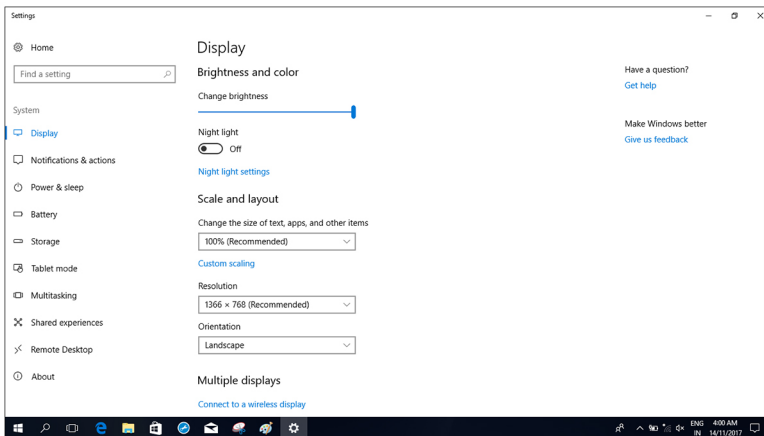 Settings
Home
Find a setting
System
Display
Notifications & actions
Power & sleep
Battery
Storage
Tablet mode
Multitasking
Shared experiences
Remote Desktop
About
Display
Brightness and color
Change brightness
Night light
Off
Night light settings
Scale and layout
Change the size of text, apps, and other items
100% (Recommended)
Custom scaling
Resolution
1366 × 768 (Recommended)
Orientation
Landscape
Multiple displays
Connect to a wireless display
Have a question?
Get help
Make Windows better
Give us feedback
ENG 4:00 AM
IN 14/11/2017